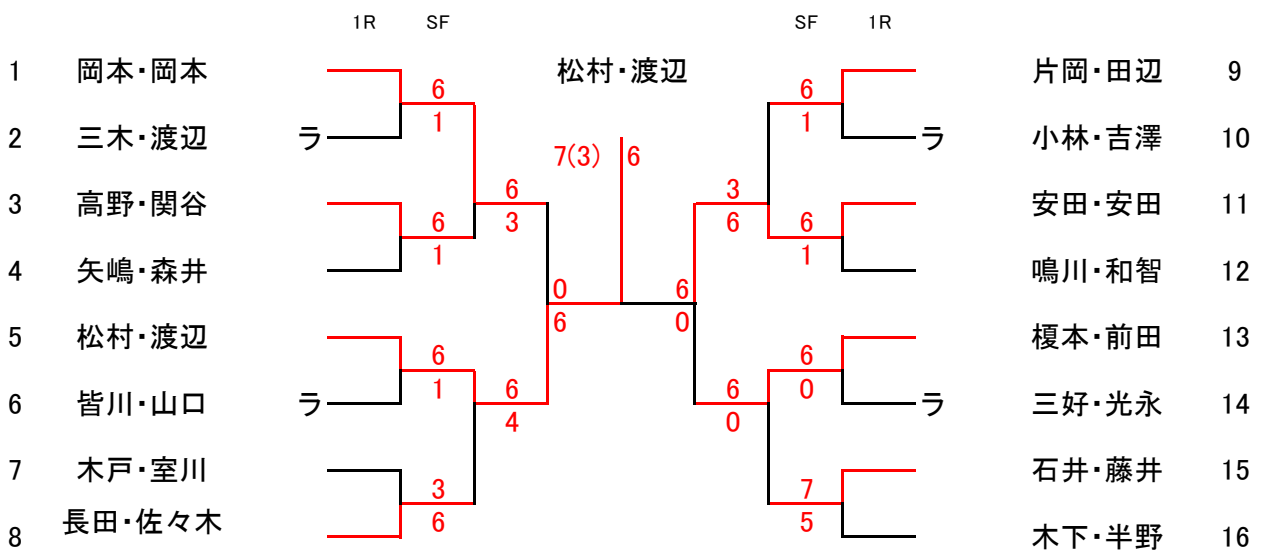 1R SF SF 1R
1 岡本・岡本 6 松村・渡辺 6 片岡・田辺 9
1 1
2 三木・渡辺 ラ ラ 小林・吉澤 10
7(3) 6
3 高野・関谷 6 3 安田・安田 11
6 3 6 6
1 1
4 矢嶋・森井 鳴川・和智 12
0 6
6 0
5 松村・渡辺 榎本・前田 13
6 6
1 6 6 0
6 皆川・山口 ラ ラ 三好・光永 14
4 0
7 木戸・室川 石井・藤井 15
3 7
8 長田・佐々木 6 5 木下・半野 16